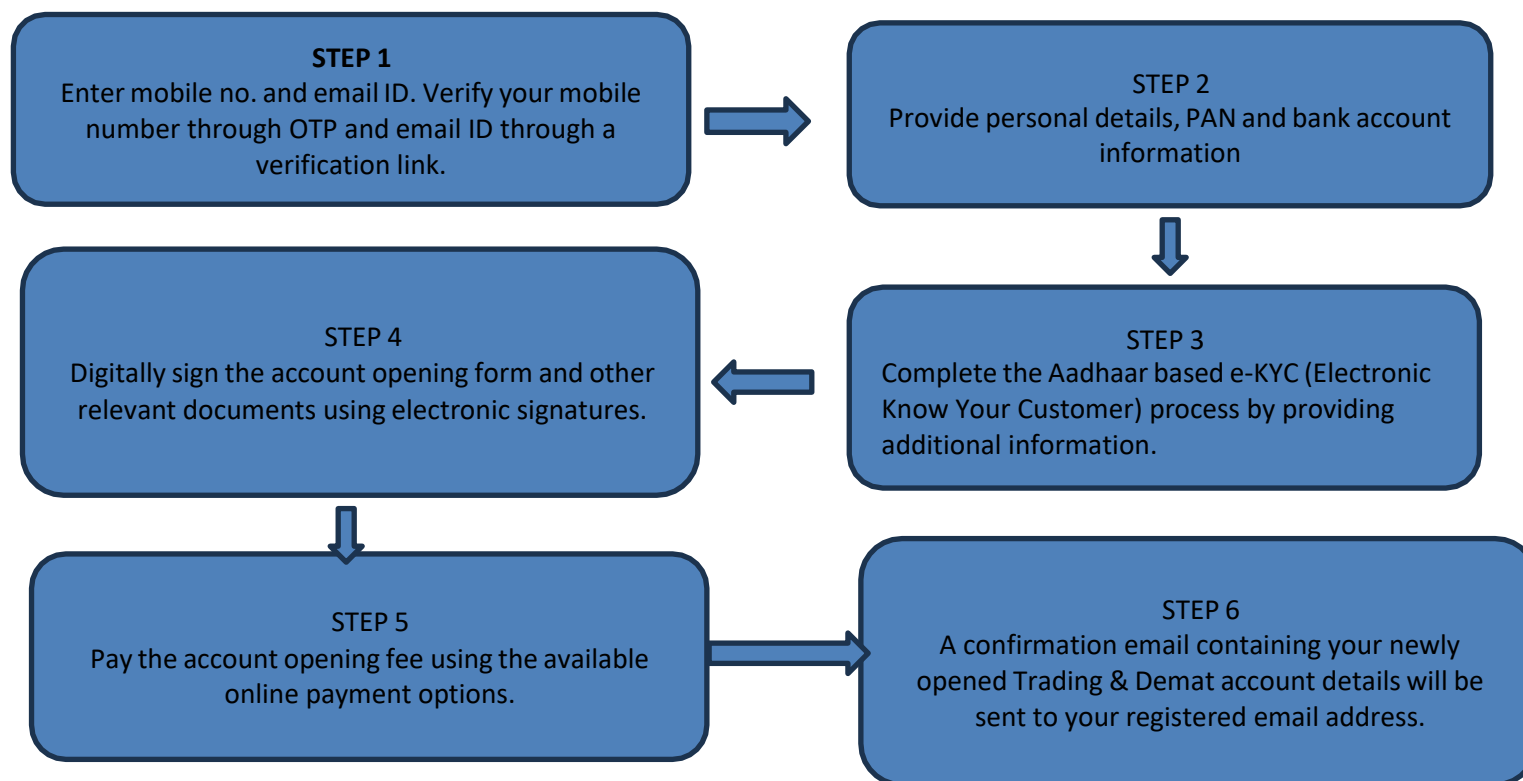 STEP 1
Enter mobile no. and email ID. Verify your mobile
number through OTP and email ID through a
verification link.
STEP 2
Provide personal details, PAN and bank account
information
STEP 3
Complete the Aadhaar based e-KYC (Electronic
Know Your Customer) process by providing
additional information.
STEP 4
Digitally sign the account opening form and other
relevant documents using electronic signatures.
STEP 5
Pay the account opening fee using the available
online payment options.
STEP 6
A confirmation email containing your newly
opened Trading & Demat account details will be
sent to your registered email address.